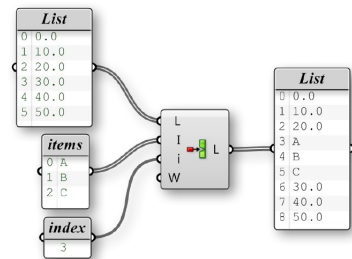 List
0 0.0
1 10.0
2 20.0
3 30.0
4 40.0
5 50.0
items
0 A
1 B
2 C
index
3
L
I
i
W
L
List
0 0.0
1 10.0
2 20.0
3 A
4 B
5 C
6 30.0
7 40.0
8 50.0